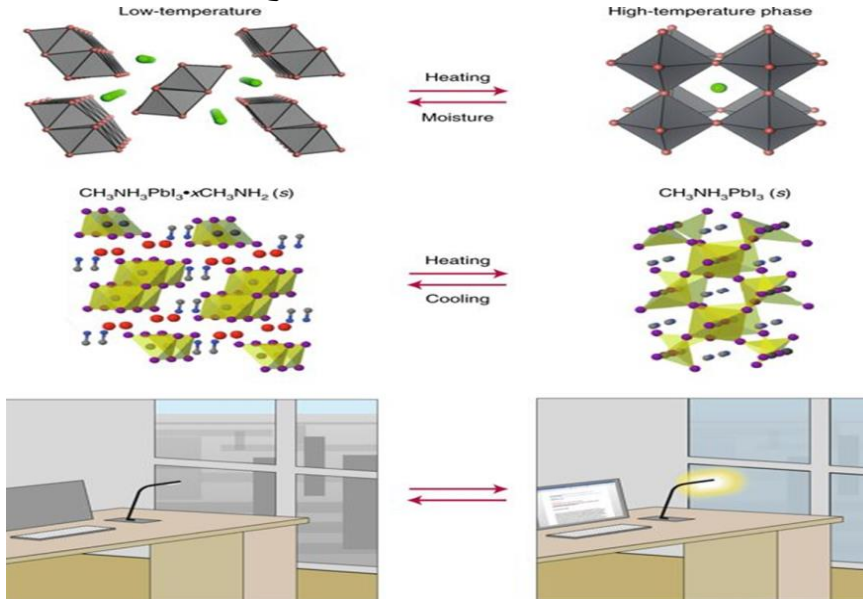 Low-temperature
High-temperature phase
Heating
Moisture
CH₃NH₃PbI₃•xCH₃NH₂ (s)
CH₃NH₃PbI₃ (s)
Heating
Cooling